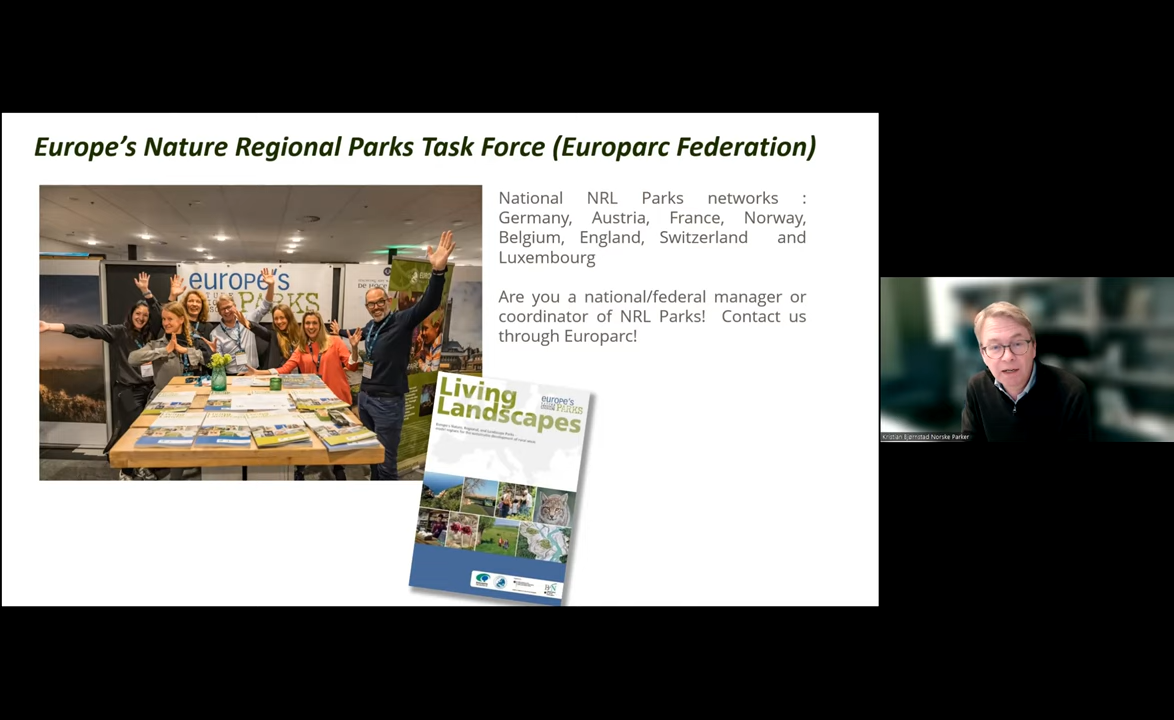 Europe’s Nature Regional Parks Task Force (Europarc Federation)
National NRL Parks networks :
Germany, Austria, France, Norway,
Belgium, England, Switzerland and
Luxembourg
Are you a national/federal manager or
coordinator of NRL Parks! Contact us
through Europarc!
europe's
PARKS
Living
Landscapes
europe's
PARKS
Kristian Bjørnstad Norske Parker